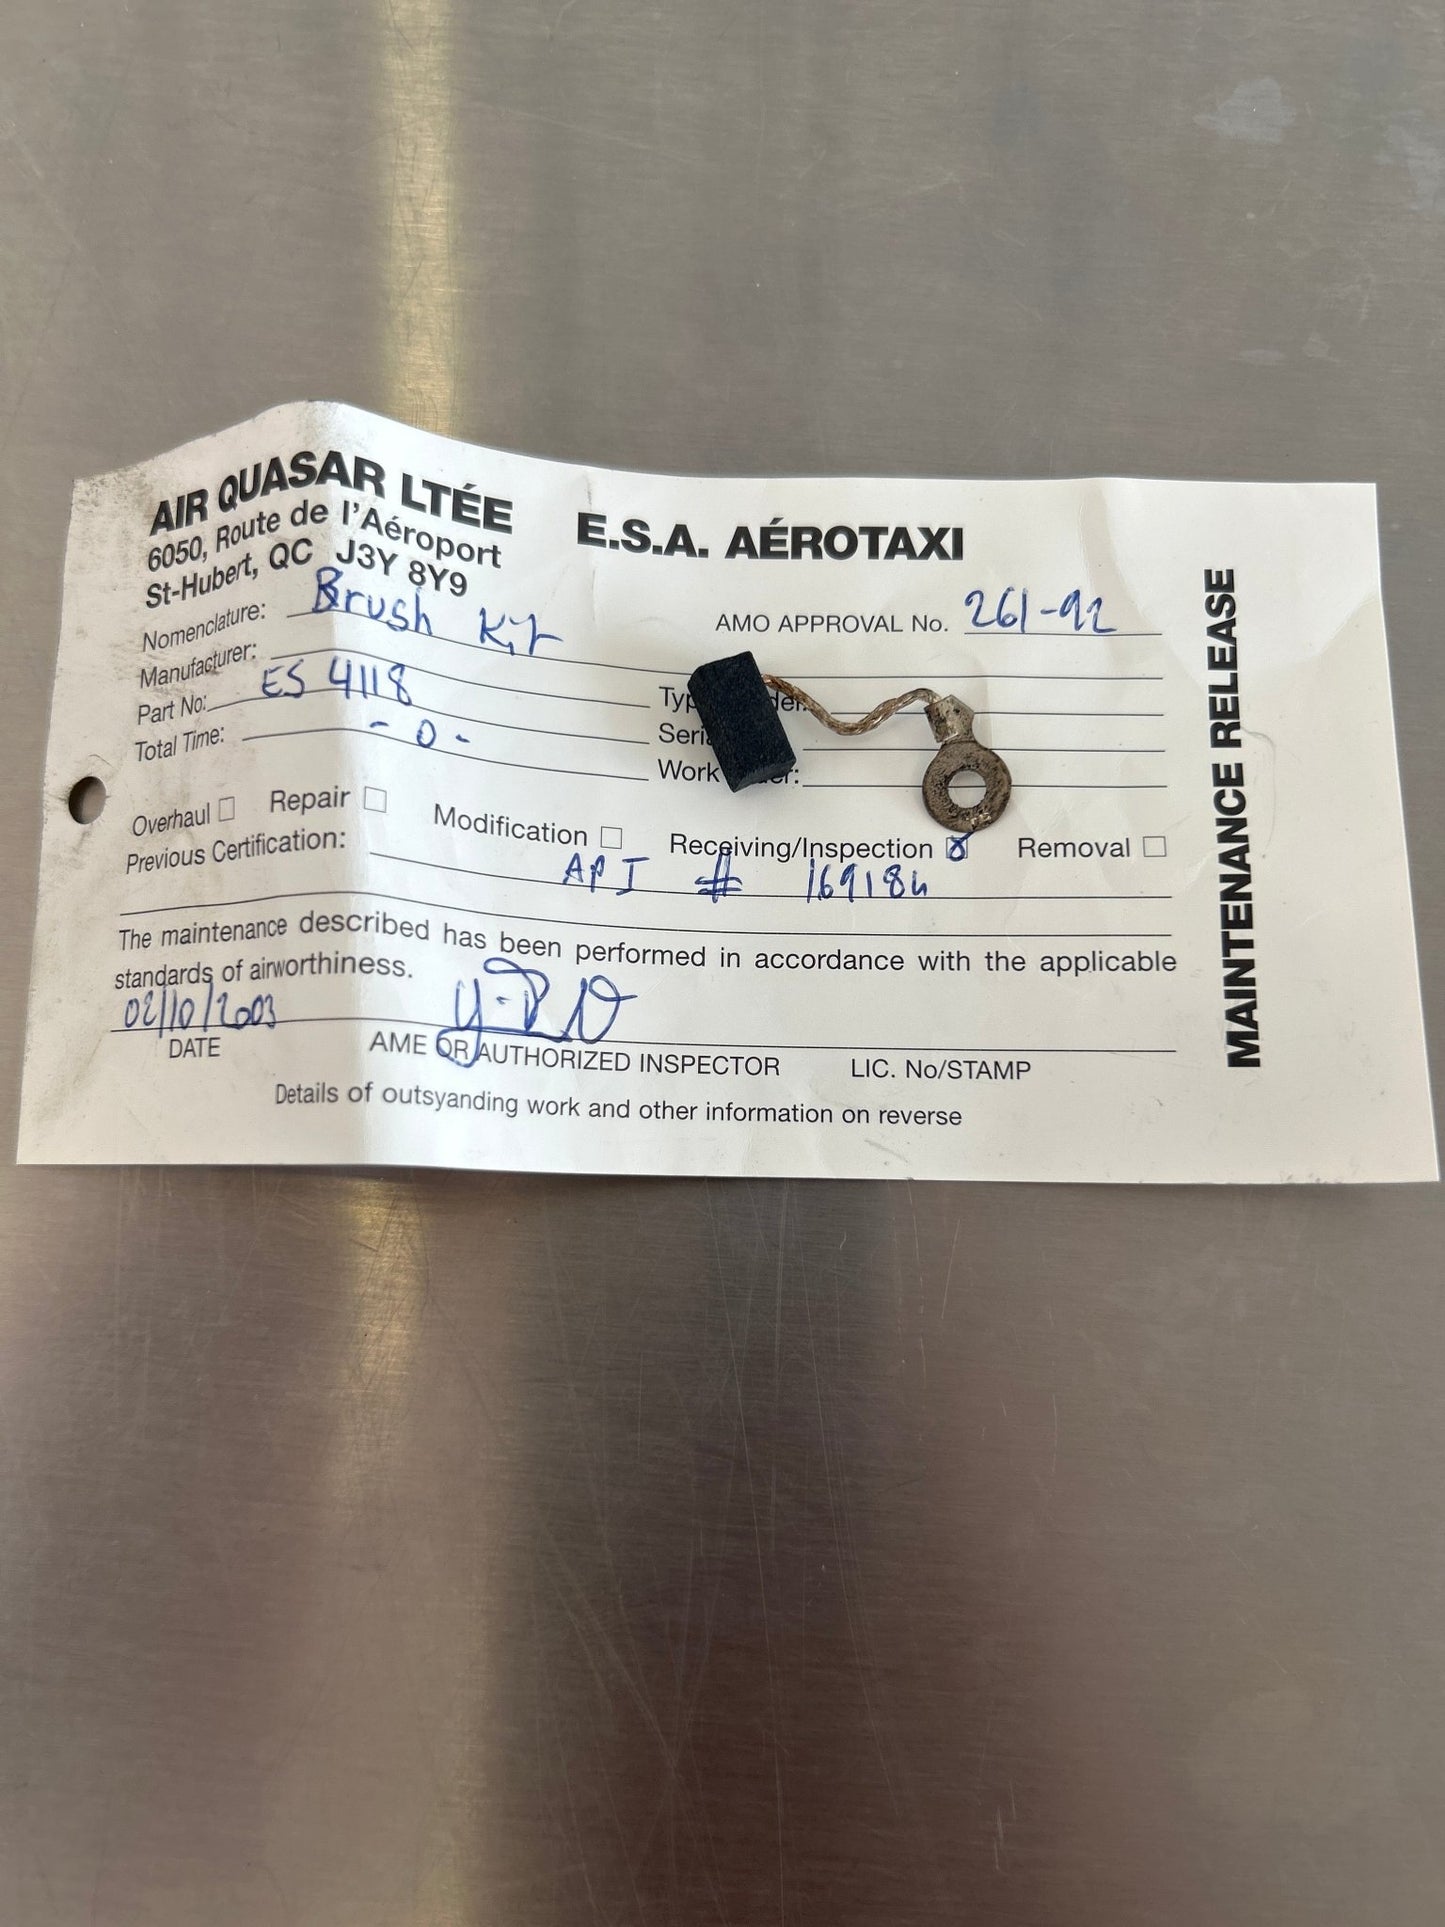 AIR QUASAR LTÉE
6050, Route de l'Aéroport
St-Hubert, QC J3Y 8Y9
E.S.A. AÉROTAXI
Nomenclature: Brush Kit
AMO APPROVAL No. 261-92
Manufacturer:
Part No: ES 4118
Total Time: - 0 -
Work
Overhaul ☐ Repair ☐ Modification ☐ Receiving/Inspection ☒ Removal ☐
Previous Certification: API # 169184
The maintenance described has been performed in accordance with the applicable
standards of airworthiness.
02/10/2003
DATE AME OR AUTHORIZED INSPECTOR LIC. No/STAMP
Details of outsyanding work and other information on reverse
MAINTENANCE RELEASE